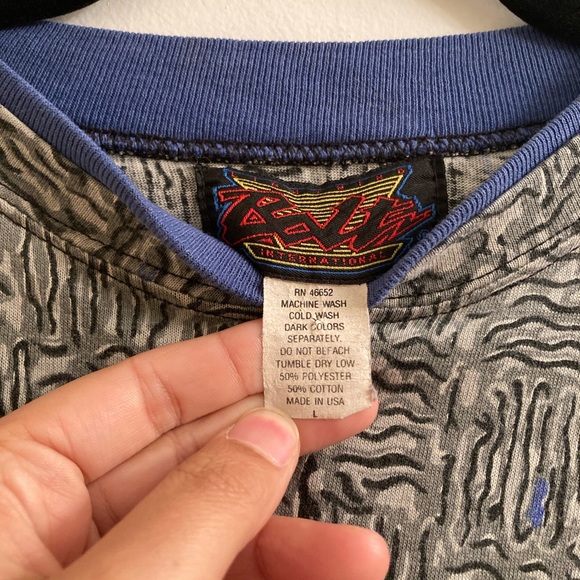 Bolt
INTERNATIONAL
RN 46652
MACHINE WASH
COLD WASH
DARK COLORS
SEPARATELY.
DO NOT BLEACH
TUMBLE DRY LOW
50% POLYESTER
50% COTTON
MADE IN USA
L